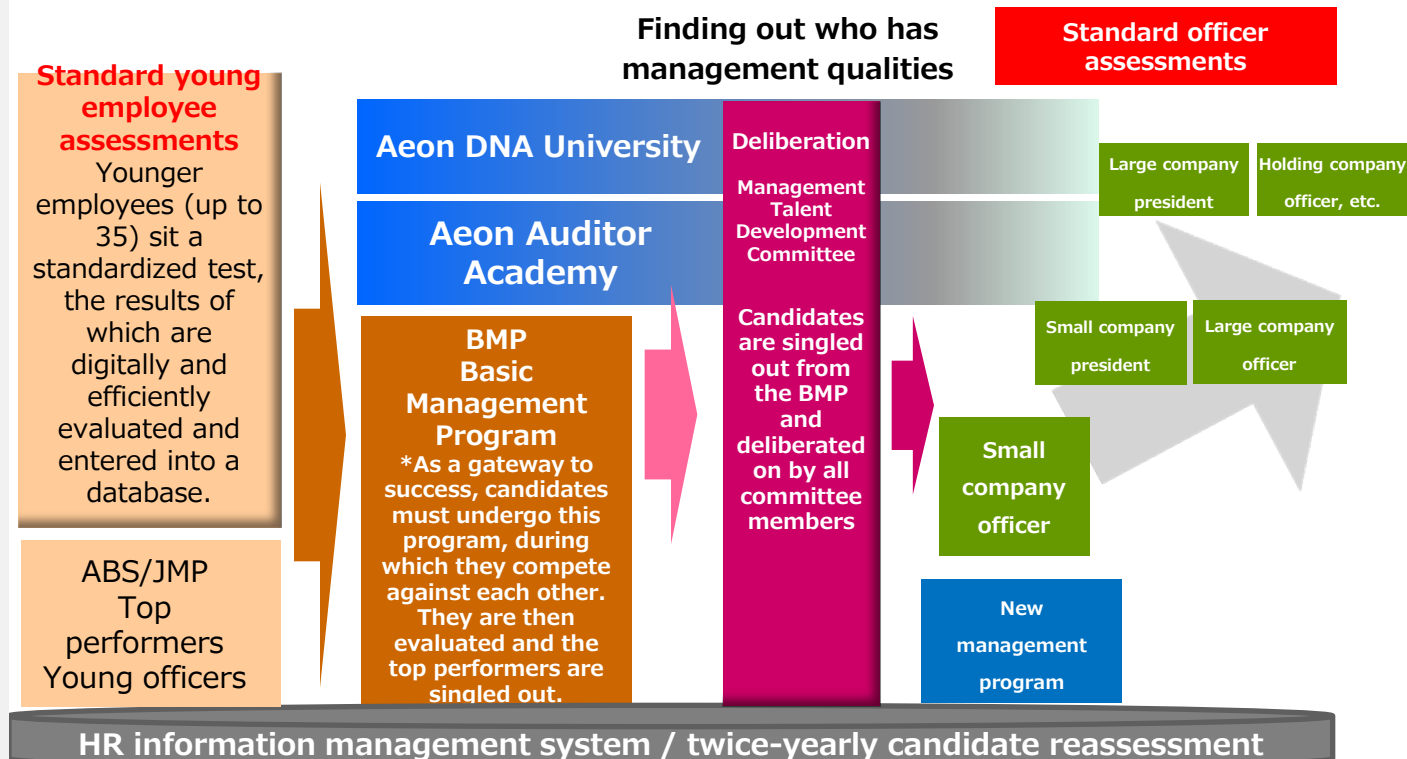 Finding out who has
management qualities
Standard officer
assessments
Standard young
employee
assessments
Younger
employees (up to
35) sit a
standardized test,
the results of
which are
digitally and
efficiently
evaluated and
entered into a
database.
ABS/JMP
Top
performers
Young officers
Aeon DNA University
Aeon Auditor
Academy
BMP
Basic
Management
Program
*As a gateway to
success, candidates
must undergo this
program, during
which they compete
against each other.
They are then
evaluated and the
top performers are
singled out.
Deliberation
Management
Talent
Development
Committee
Candidates
are singled
out from
the BMP
and
deliberated
on by all
committee
members
Large company
president
Holding company
officer, etc.
Small company
president
Large company
officer
Small
company
officer
New
management
program
HR information management system / twice-yearly candidate reassessment